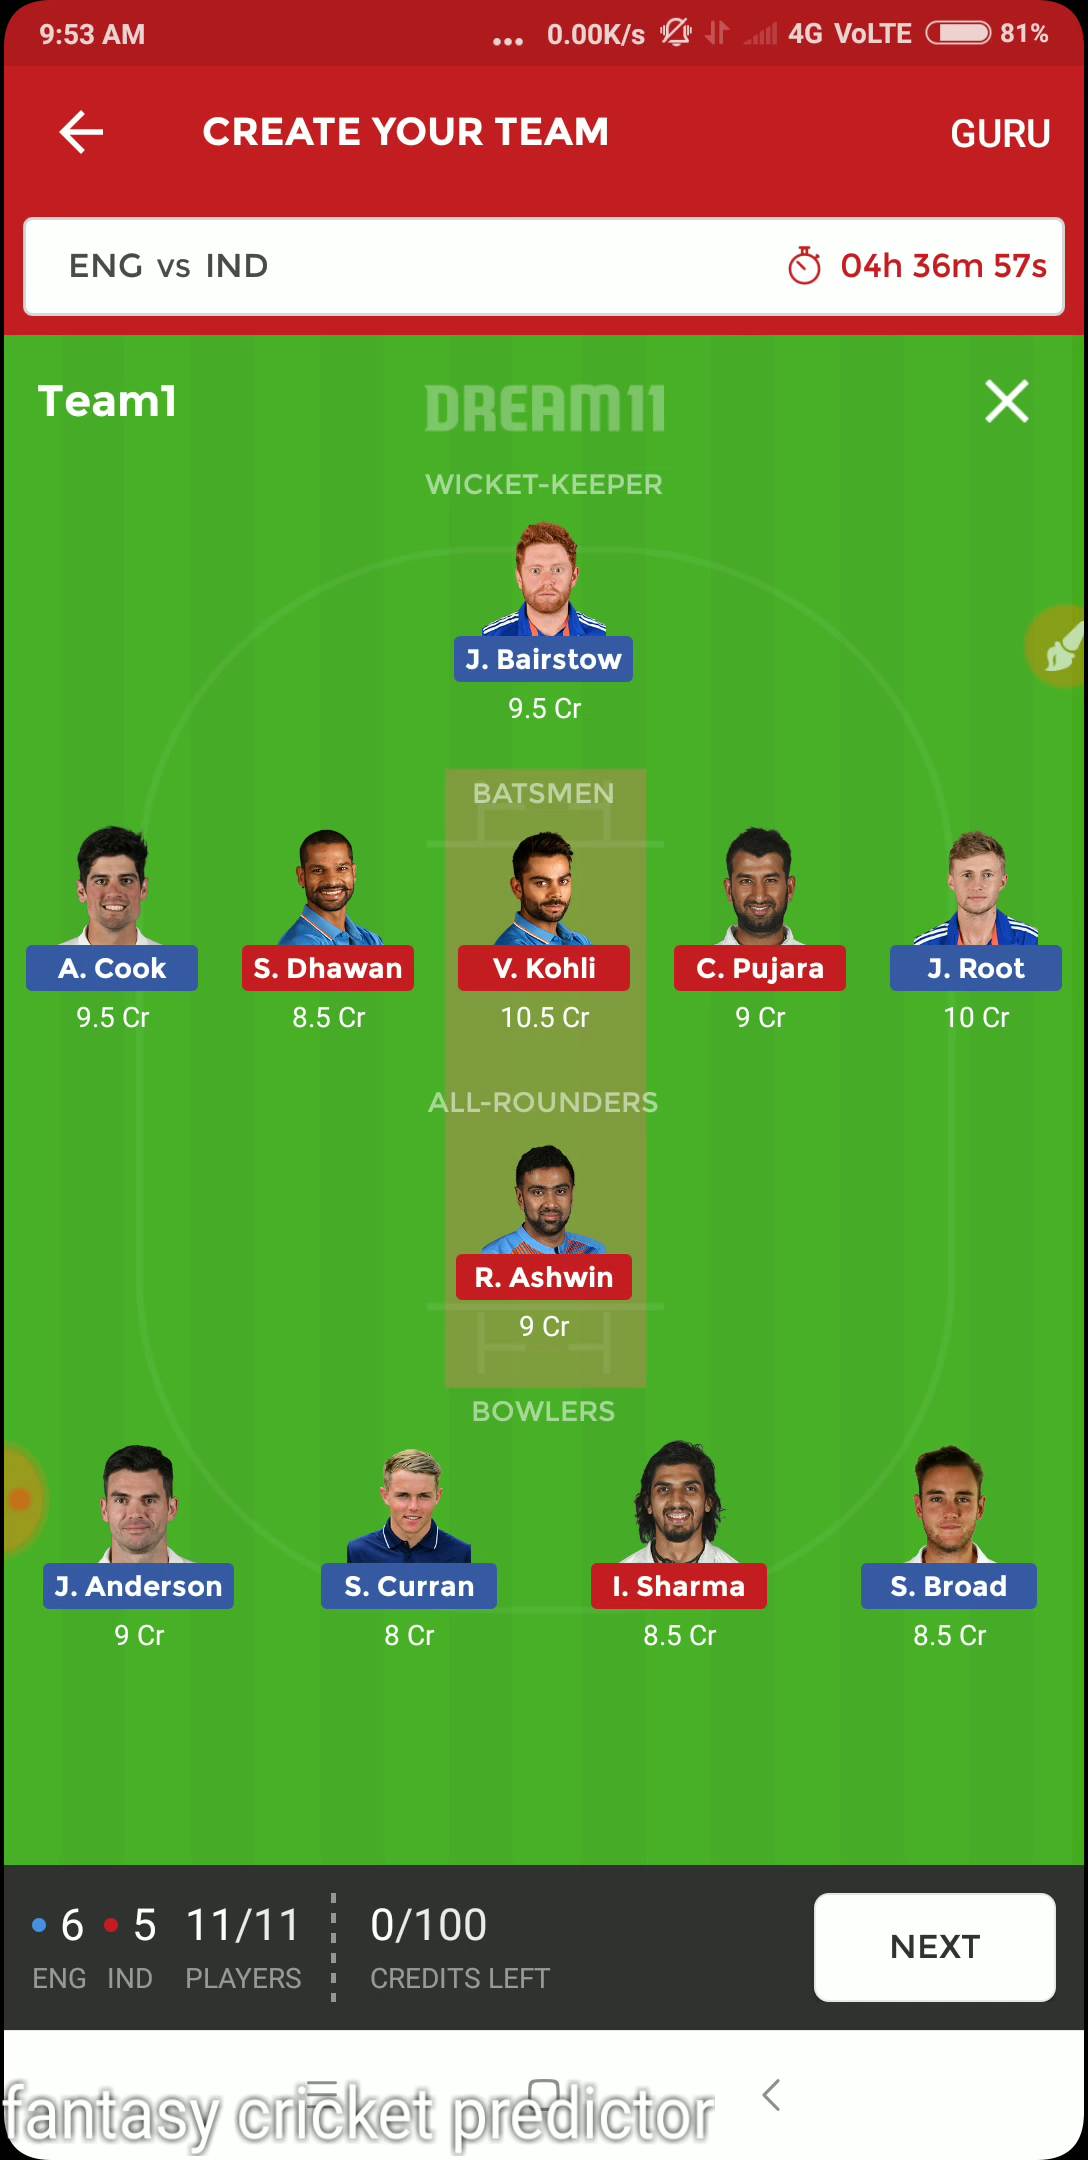 9:53 AM ... 0.00K/s 4G VoLTE 81%
CREATE YOUR TEAM GURU
ENG vs IND 04h 36m 57s
Team1 DREAM11
WICKET-KEEPER
J. Bairstow
9.5 Cr
BATSMEN
A. Cook S. Dhawan V. Kohli C. Pujara J. Root
9.5 Cr 8.5 Cr 10.5 Cr 9 Cr 10 Cr
ALL-ROUNDERS
R. Ashwin
9 Cr
BOWLERS
J. Anderson S. Curran I. Sharma S. Broad
9 Cr 8 Cr 8.5 Cr 8.5 Cr
6 5 11/11 0/100
ENG IND PLAYERS CREDITS LEFT
NEXT
fantasy cricket predictor